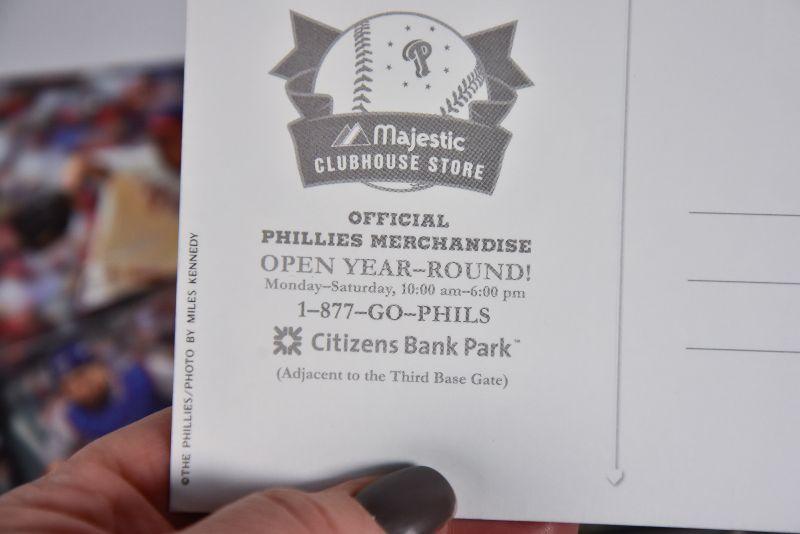 P
Majestic
CLUBHOUSE STORE
OFFICIAL
PHILLIES MERCHANDISE
OPEN YEAR–ROUND!
Monday–Saturday, 10:00 am–6:00 pm
1–877–GO–PHILS
Citizens Bank Park™
(Adjacent to the Third Base Gate)
©THE PHILLIES/PHOTO BY MILES KENNEDY